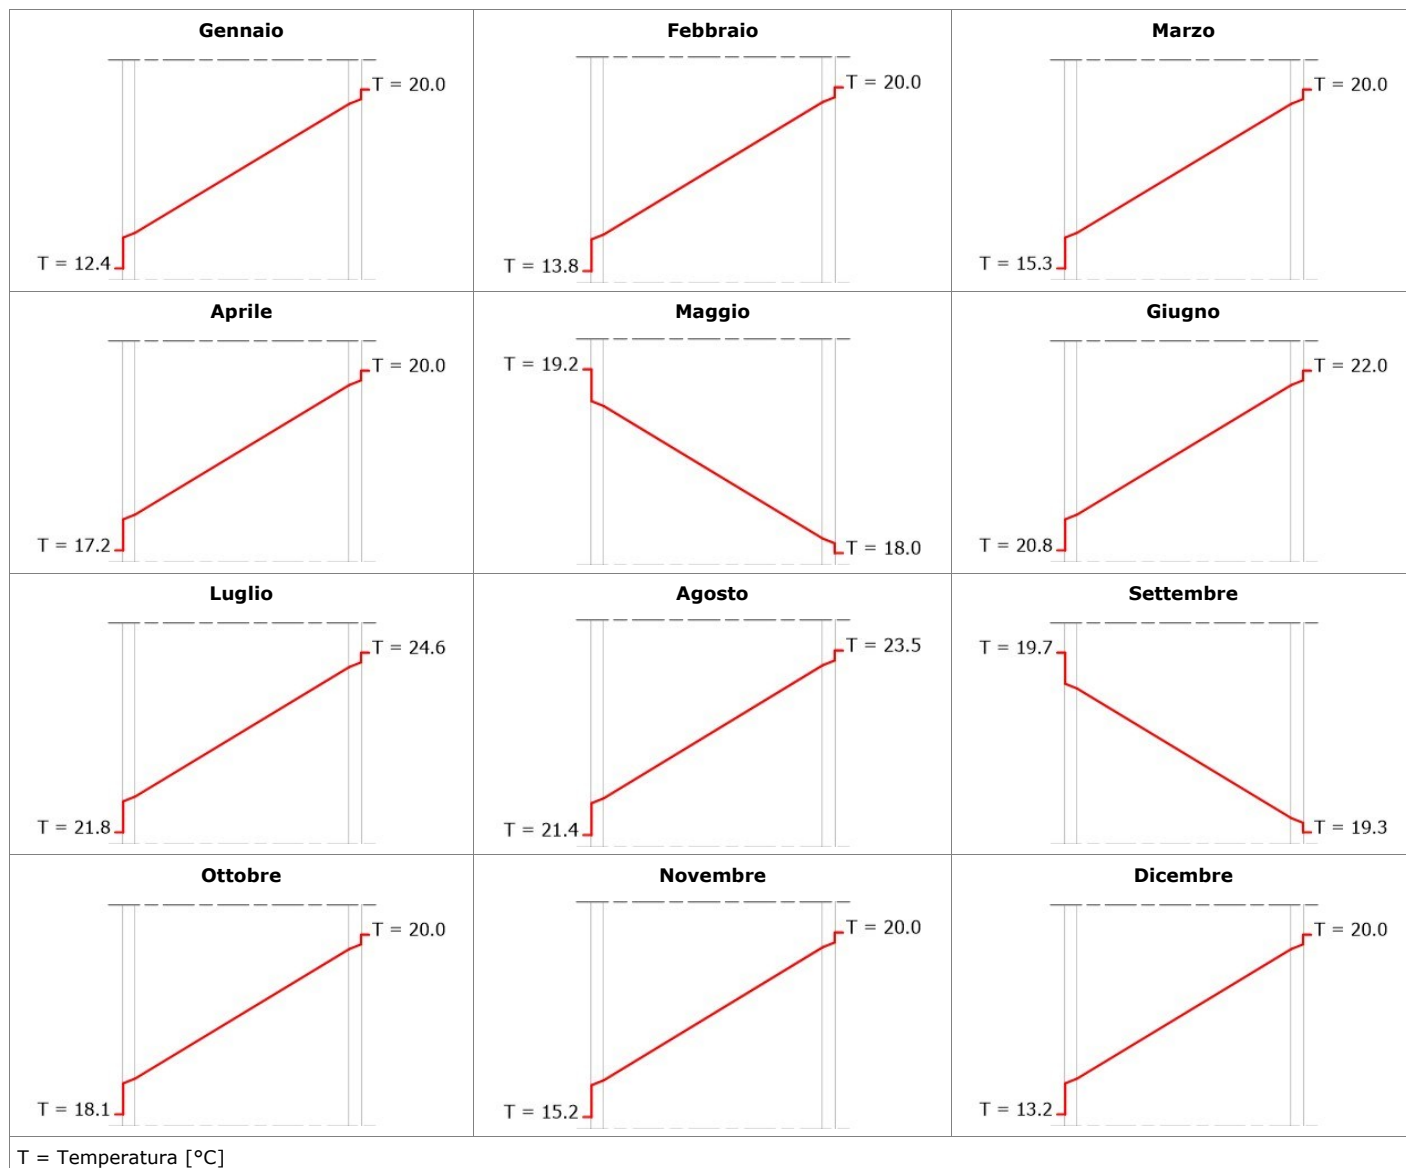 Gennaio
T = 20.0
T = 12.4
Febbraio
T = 20.0
T = 13.8
Marzo
T = 20.0
T = 15.3
Aprile
T = 20.0
T = 17.2
Maggio
T = 19.2
T = 18.0
Giugno
T = 22.0
T = 20.8
Luglio
T = 24.6
T = 21.8
Agosto
T = 23.5
T = 21.4
Settembre
T = 19.7
T = 19.3
Ottobre
T = 20.0
T = 18.1
Novembre
T = 20.0
T = 15.2
Dicembre
T = 20.0
T = 13.2
T = Temperatura [°C]